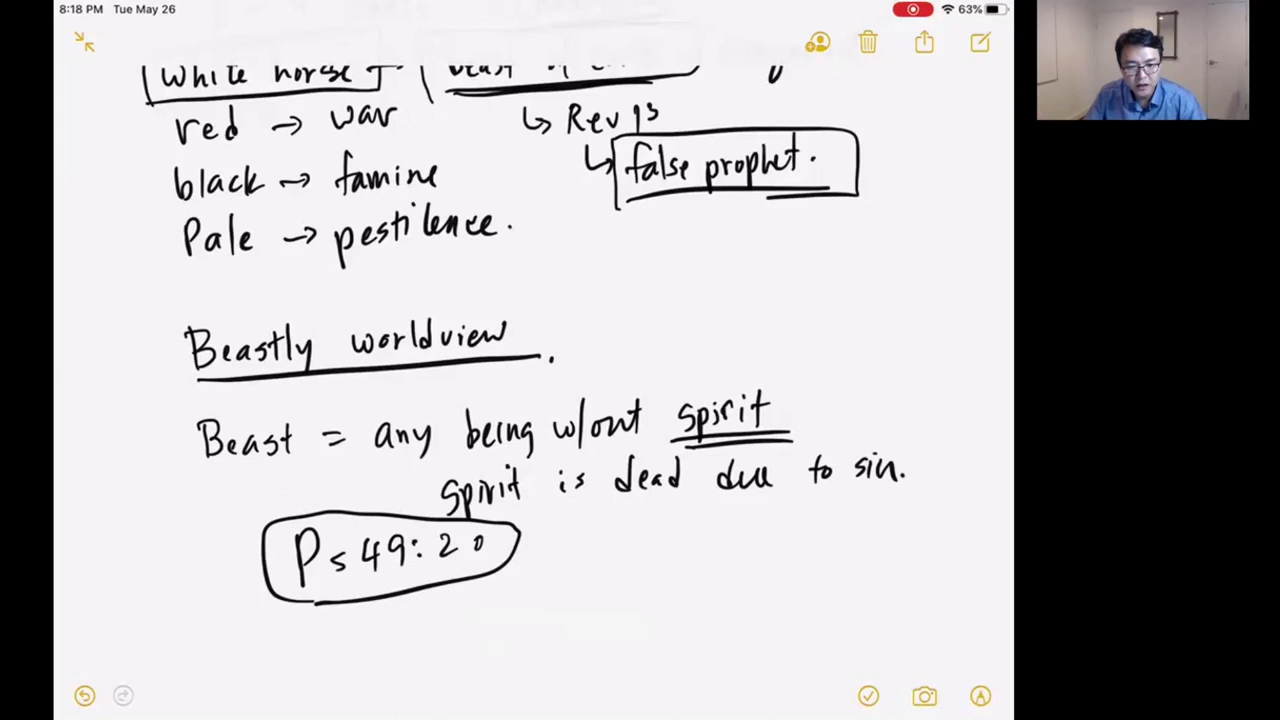 8:18 PM Tue May 26
63%
White horse
red → war
black → famine
Pale → pestilence.
↳ Rev 13
↳ false prophet.
Beastly worldview.
Beast = any being w/out spirit
spirit is dead due to sin.
Ps 49:20